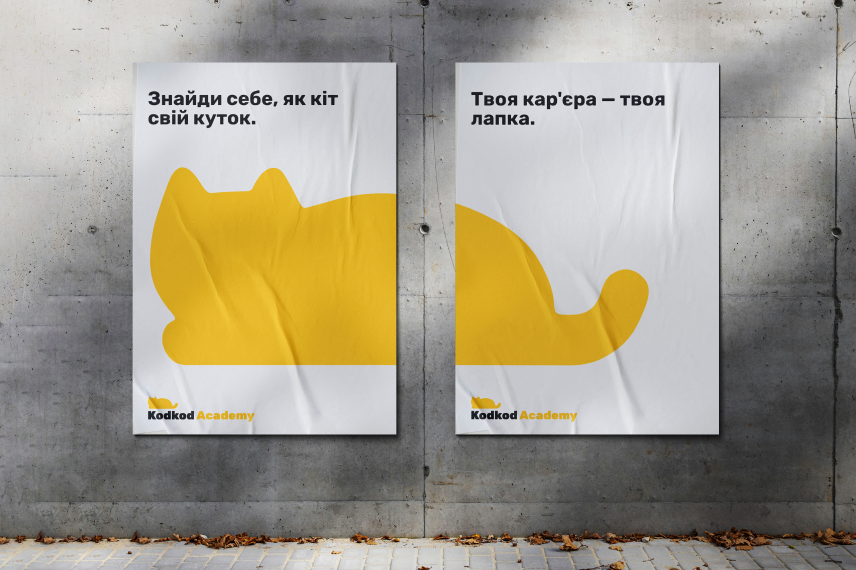 Знайди себе, як кіт
свій куток.
Kodkod Academy
Твоя кар'єра — твоя
лапка.
Kodkod Academy